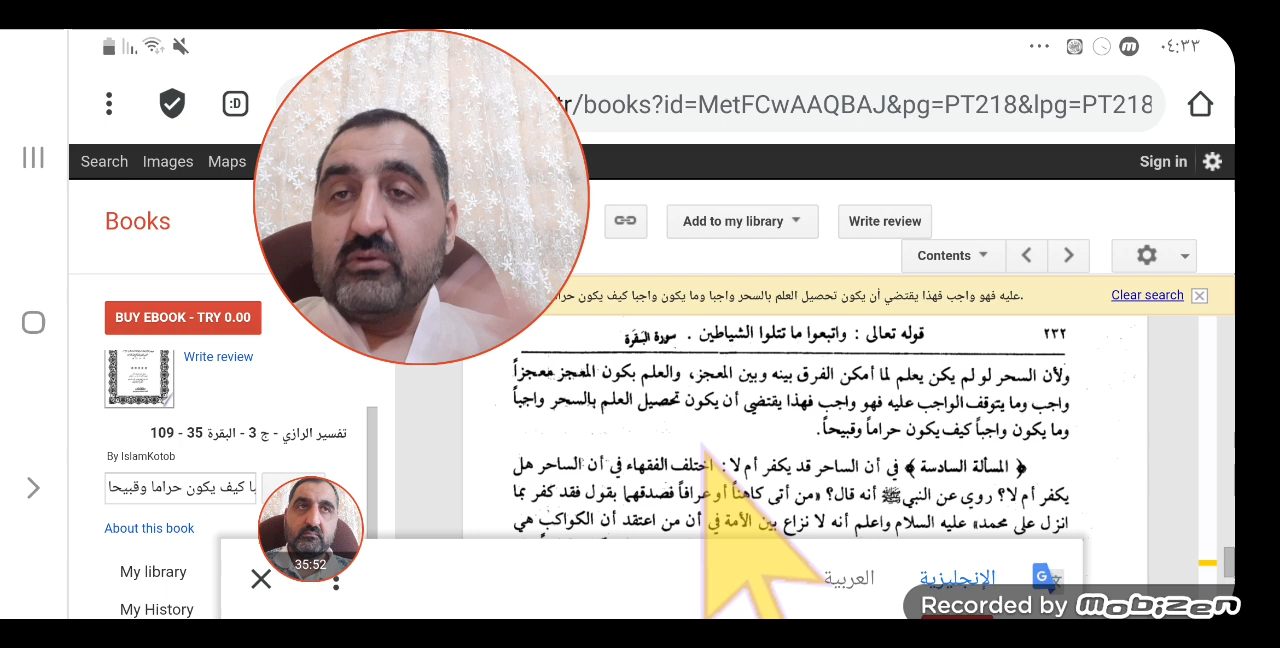 ٠٤:٣٣
:D
r/books?id=MetFCwAAQBAJ&pg=PT218&lpg=PT218
Search Images Maps
Sign in
Books
Add to my library
Write review
Contents
عليه فهو واجب فهذا يقتضي أن يكون تحصيل العلم بالسحر واجبا وما يكون واجبا كيف يكون
Clear search
BUY EBOOK - TRY 0.00
Write review
تفسير الرازي - ج 3 - البقرة 35 - 109
By IslamKotob
كيف يكون حراما وقبيحا
About this book
My library
My History
٢٣٢ قوله تعالى : واتبعوا ما تتلوا الشياطين . سورة البقرة
ولأن السحر لو لم يكن يعلم لما أمكن الفرق بينه وبين المعجز، والعلم بكون المعجز معجزاً
واجب وما يتوقف الواجب عليه فهو واجب فهذا يقتضي أن يكون تحصيل العلم بالسحر واجباً
وما يكون واجباً كيف يكون حراماً وقبيحاً.
﴿ المسألة السادسة ﴾ في أن الساحر قد يكفر أم لا: اختلف الفقهاء في أن الساحر هل
يكفر أم لا؟ روي عن النبي ﷺ أنه قال؟ «من أتى كاهناً أو عرافاً فصدقهما بقول فقد كفر بما
انزل على محمد» عليه السلام واعلم أنه لا نزاع بين الأمة في أن من اعتقد أن الكواكب هي
35:52
الإنجليزية
العربية
Recorded by mobizen